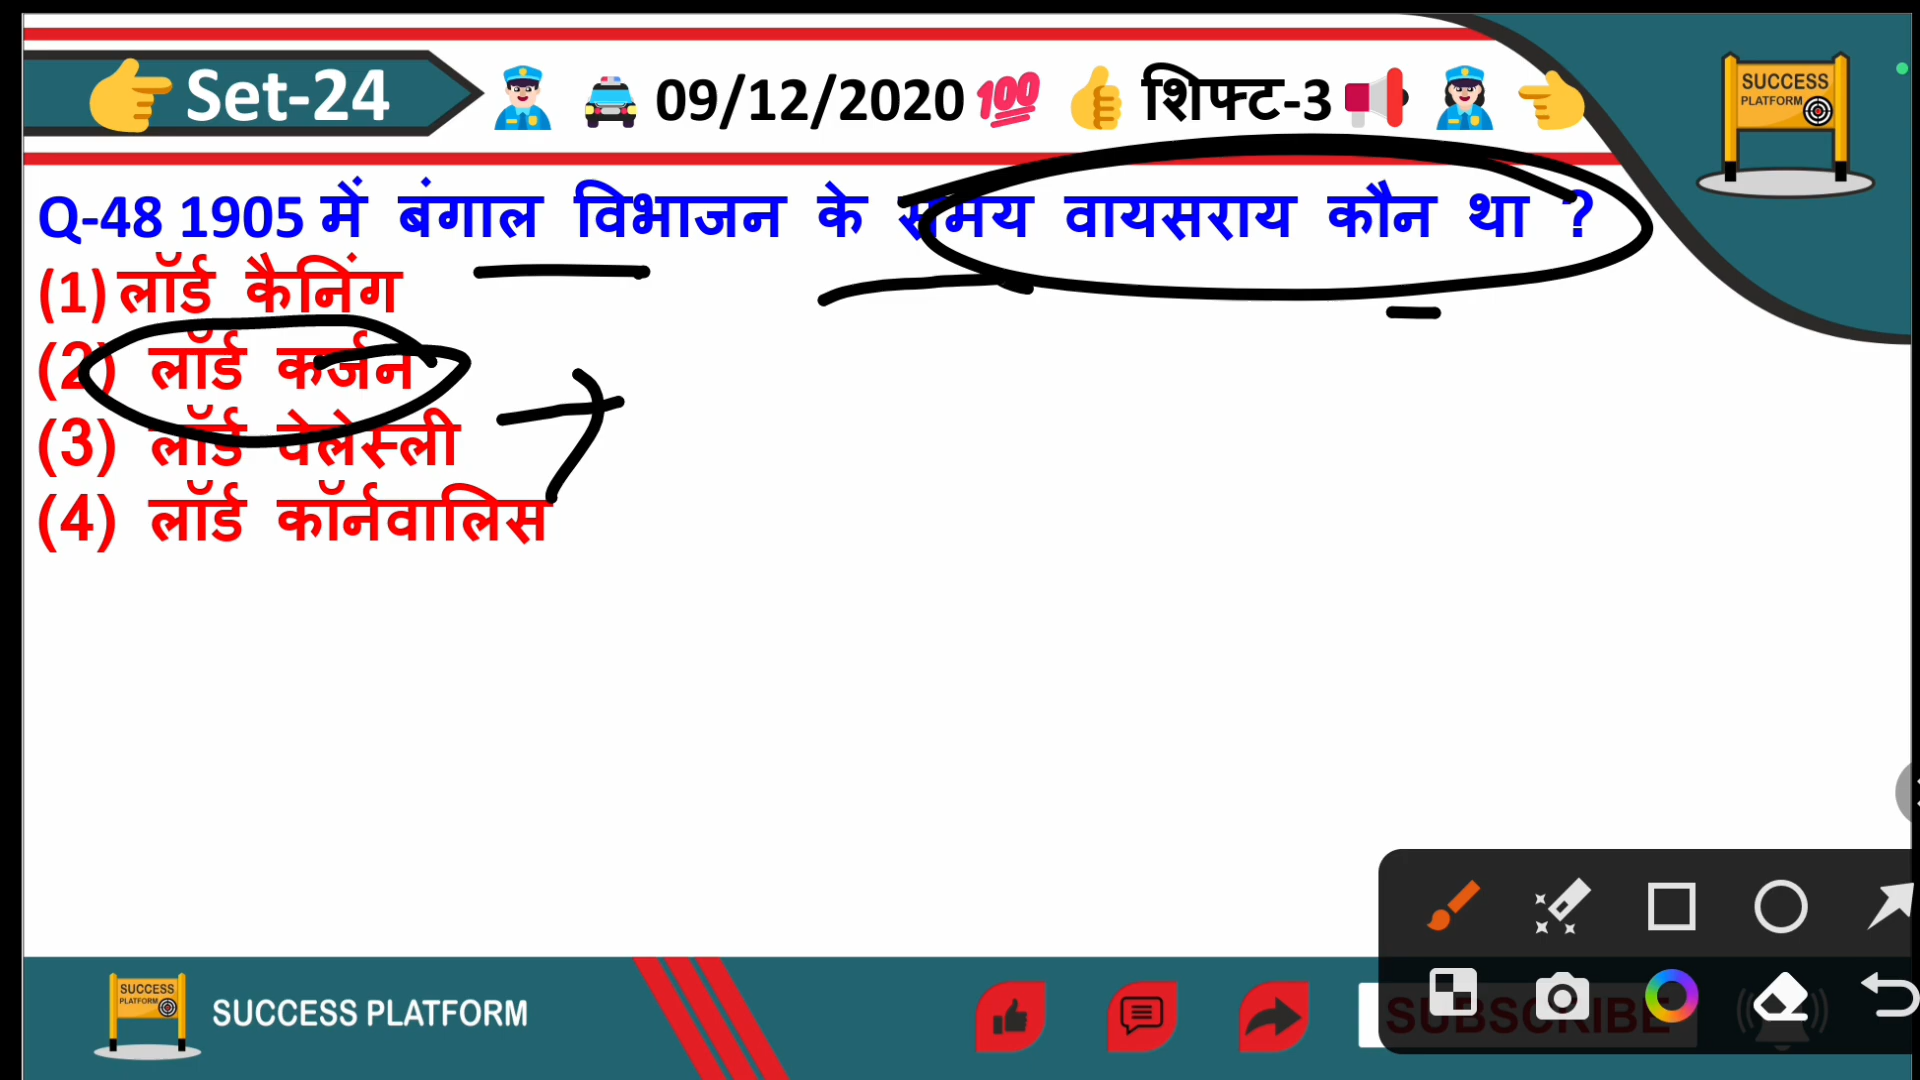 Set-24 09/12/2020 💯 शिफ्ट-3
SUCCESS
PLATFORM
Q-48 1905 में बंगाल विभाजन के समय वायसराय कौन था ?
(1) लॉर्ड कैनिंग
(2) लॉर्ड कर्जन
(3) लॉर्ड वेलेस्ली
(4) लॉर्ड कॉर्नवालिस
SUCCESS
PLATFORM
SUCCESS PLATFORM
SUBSCRIBE